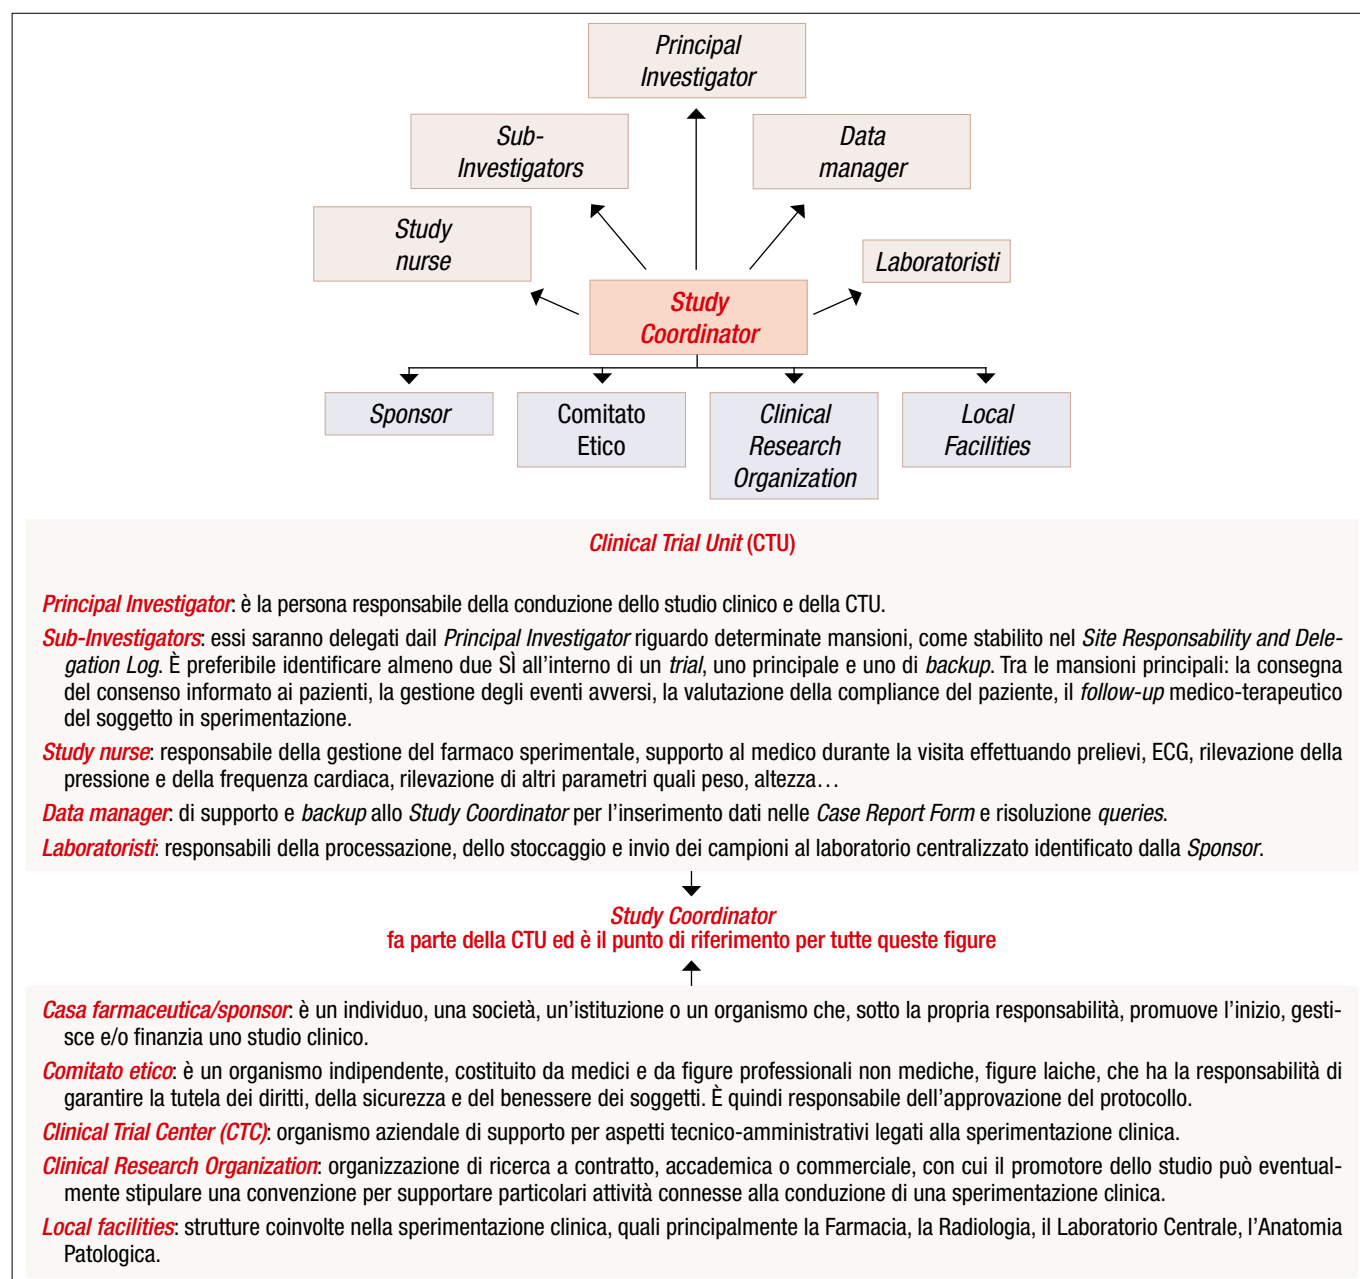 Principal
Investigator
Sub-
Investigators
Data
manager
Study
nurse
Laboratoristi
Study
Coordinator
Sponsor
Comitato
Etico
Clinical
Research
Organization
Local
Facilities
Clinical Trial Unit (CTU)
Principal Investigator: è la persona responsabile della conduzione dello studio clinico e della CTU.
Sub-Investigators: essi saranno delegati dail Principal Investigator riguardo determinate mansioni, come stabilito nel Site Responsability and Dele-
gation Log. È preferibile identificare almeno due SÌ all’interno di un trial, uno principale e uno di backup. Tra le mansioni principali: la consegna
del consenso informato ai pazienti, la gestione degli eventi avversi, la valutazione della compliance del paziente, il follow-up medico-terapeutico
del soggetto in sperimentazione.
Study nurse: responsabile della gestione del farmaco sperimentale, supporto al medico durante la visita effettuando prelievi, ECG, rilevazione della
pressione e della frequenza cardiaca, rilevazione di altri parametri quali peso, altezza…
Data manager: di supporto e backup allo Study Coordinator per l’inserimento dati nelle Case Report Form e risoluzione queries.
Laboratoristi: responsabili della processazione, dello stoccaggio e invio dei campioni al laboratorio centralizzato identificato dalla Sponsor.
Study Coordinator
fa parte della CTU ed è il punto di riferimento per tutte queste figure
Casa farmaceutica/sponsor: è un individuo, una società, un’istituzione o un organismo che, sotto la propria responsabilità, promuove l’inizio, gesti-
sce e/o finanzia uno studio clinico.
Comitato etico: è un organismo indipendente, costituito da medici e da figure professionali non mediche, figure laiche, che ha la responsabilità di
garantire la tutela dei diritti, della sicurezza e del benessere dei soggetti. È quindi responsabile dell’approvazione del protocollo.
Clinical Trial Center (CTC): organismo aziendale di supporto per aspetti tecnico-amministrativi legati alla sperimentazione clinica.
Clinical Research Organization: organizzazione di ricerca a contratto, accademica o commerciale, con cui il promotore dello studio può eventual-
mente stipulare una convenzione per supportare particolari attività connesse alla conduzione di una sperimentazione clinica.
Local facilities: strutture coinvolte nella sperimentazione clinica, quali principalmente la Farmacia, la Radiologia, il Laboratorio Centrale, l’Anatomia
Patologica.